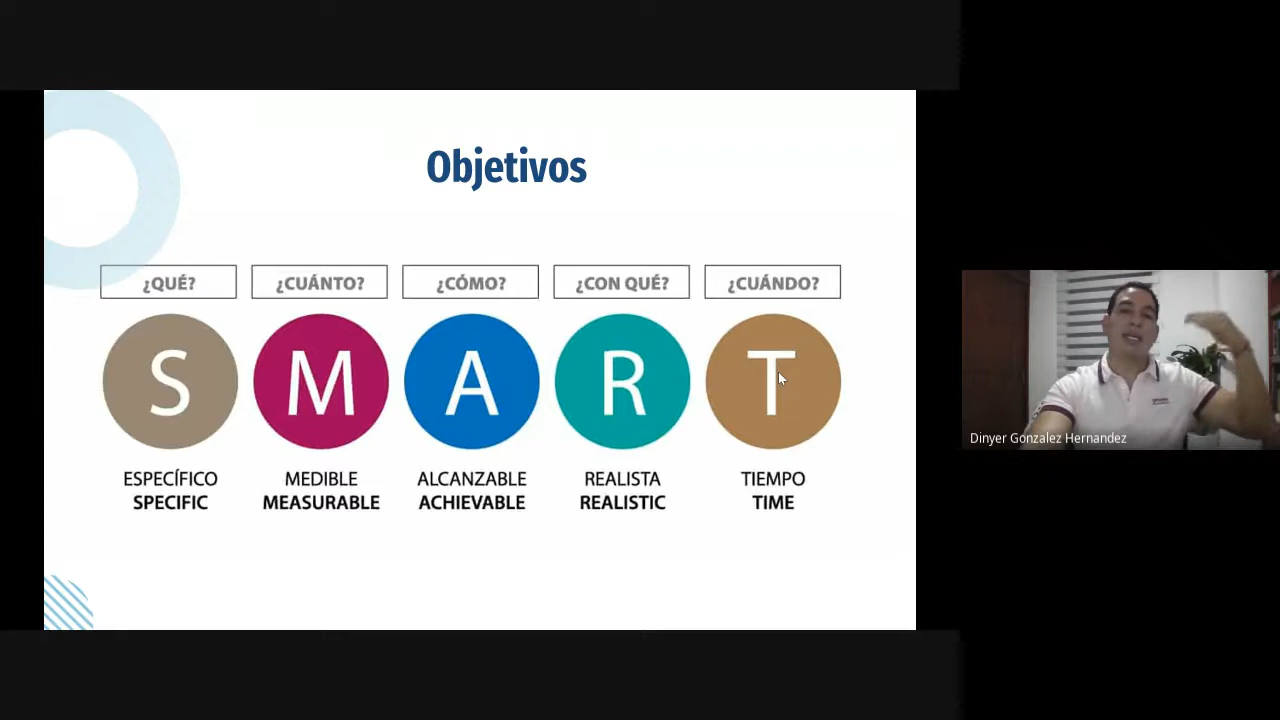 Objetivos
¿QUÉ? ¿CUÁNTO? ¿CÓMO? ¿CON QUÉ? ¿CUÁNDO?
S M A R T
ESPECÍFICO MEDIBLE ALCANZABLE REALISTA TIEMPO
SPECIFIC MEASURABLE ACHIEVABLE REALISTIC TIME
Dinyer Gonzalez Hernandez